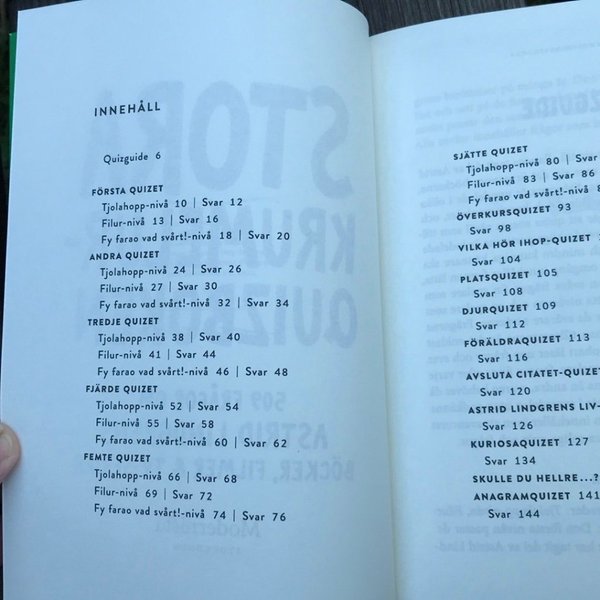 INNEHÅLL
Quizguide 6
FÖRSTA QUIZET
Tjolahopp-nivå 10 | Svar 12
Filur-nivå 13 | Svar 16
Fy farao vad svårt!-nivå 18 | Svar 20
ANDRA QUIZET
Tjolahopp-nivå 24 | Svar 26
Filur-nivå 27 | Svar 30
Fy farao vad svårt!-nivå 32 | Svar 34
TREDJE QUIZET
Tjolahopp-nivå 38 | Svar 40
Filur-nivå 41 | Svar 44
Fy farao vad svårt!-nivå 46 | Svar 48
FJÄRDE QUIZET
Tjolahopp-nivå 52 | Svar 54
Filur-nivå 55 | Svar 58
Fy farao vad svårt!-nivå 60 | Svar 62
FEMTE QUIZET
Tjolahopp-nivå 66 | Svar 68
Filur-nivå 69 | Svar 72
Fy farao vad svårt!-nivå 74 | Svar 76
SJÄTTE QUIZET
Tjolahopp-nivå 80 | Svar
Filur-nivå 83 | Svar 86
Fy farao vad svårt!-nivå
ÖVERKURSQUIZET 93
Svar 98
VILKA HÖR IHOP-QUIZET
Svar 104
PLATSQUIZET 105
Svar 108
DJURQUIZET 109
Svar 112
FÖRÄLDRAQUIZET 113
Svar 116
AVSLUTA CITATET-QUIZET
Svar 120
ASTRID LINDGRENS LIV-
Svar 126
KURIOSAQUIZET 127
Svar 134
SKULLE DU HELLRE...?
ANAGRAMQUIZET 141
Svar 144